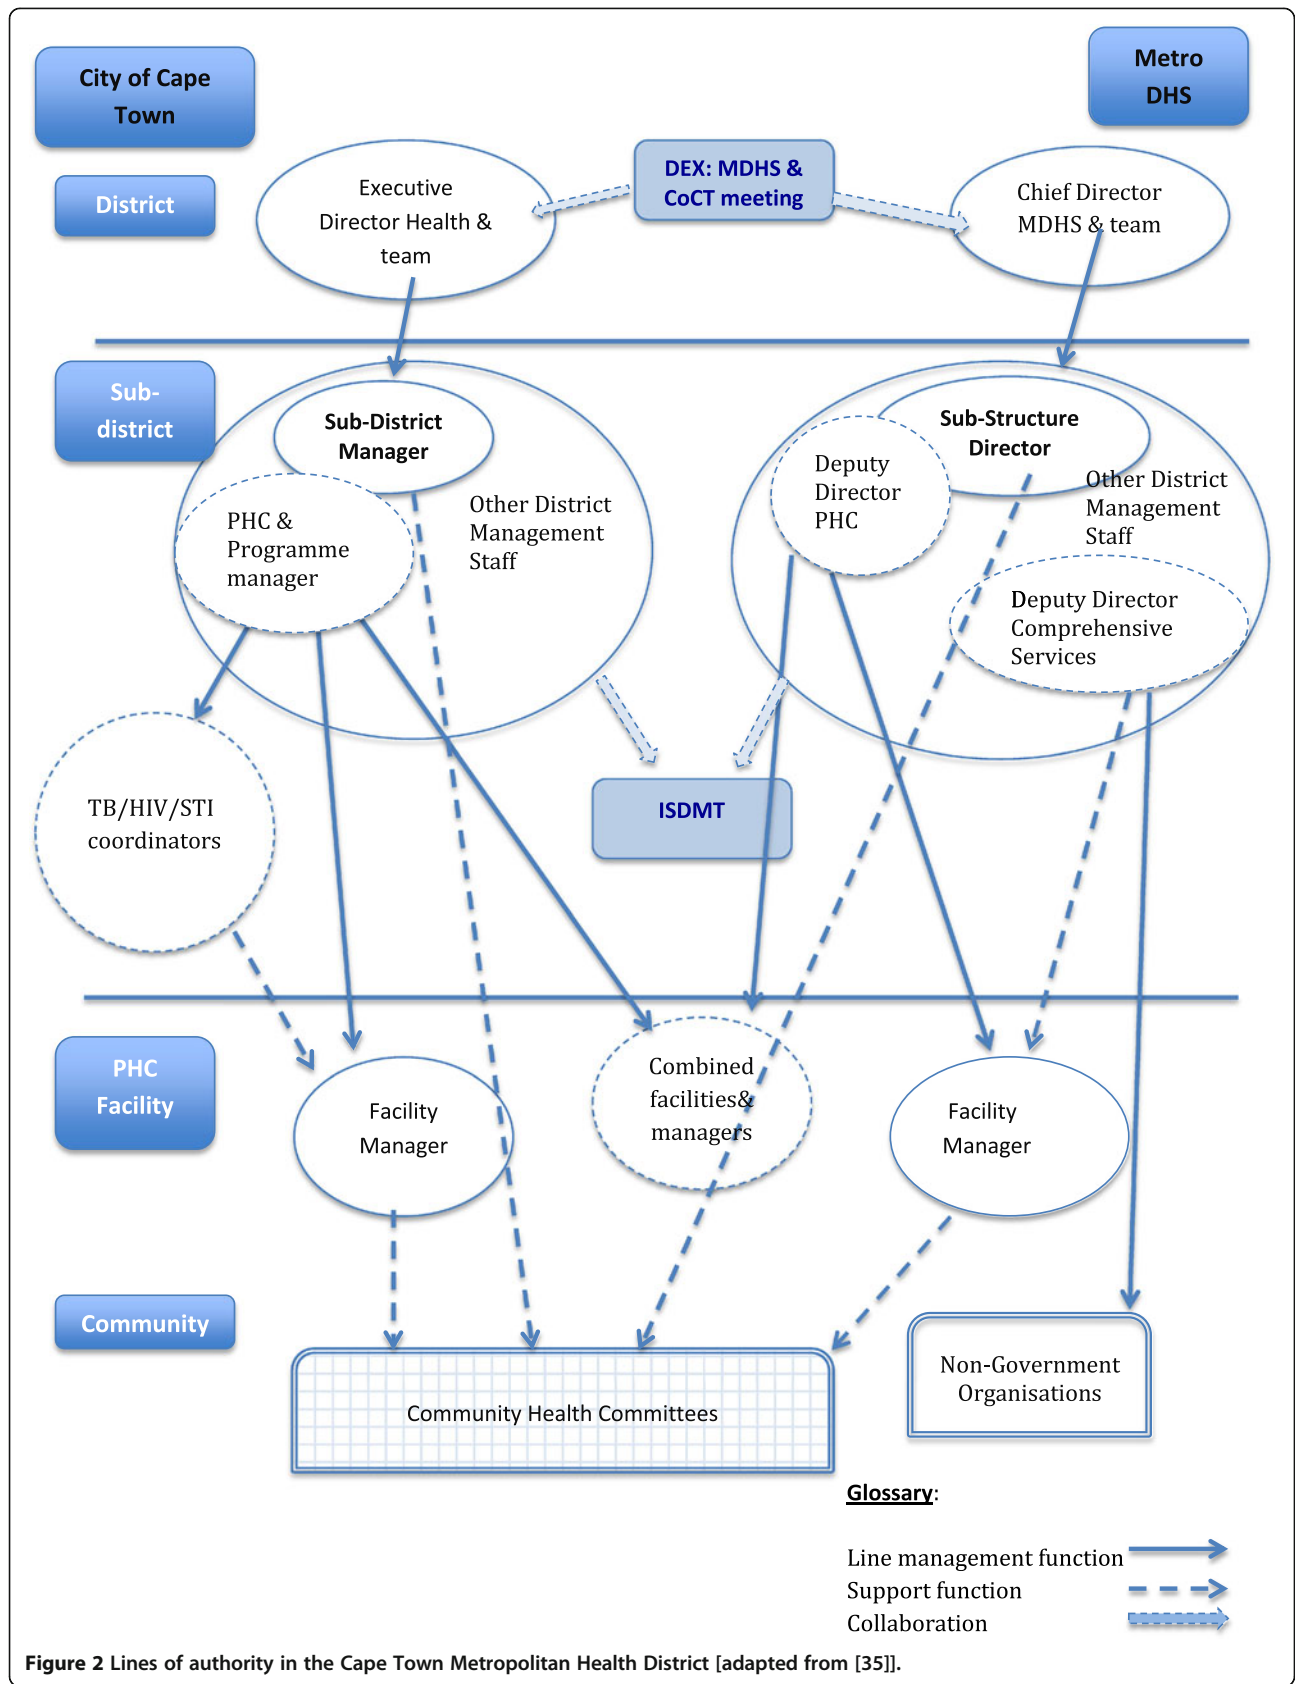 City of Cape
Town
Metro
DHS
District
Executive
Director Health &
team
DEX: MDHS &
CoCT meeting
Chief Director
MDHS & team
Sub-
district
Sub-District
Manager
PHC &
Programme
manager
Other District
Management
Staff
Sub-Structure
Director
Deputy
Director
PHC
Other District
Management
Staff
Deputy Director
Comprehensive
Services
TB/HIV/STI
coordinators
ISDMT
PHC
Facility
Facility
Manager
Combined
facilities&
managers
Facility
Manager
Community
Community Health Committees
Non-Government
Organisations
Glossary:
Line management function
Support function
Collaboration
Figure 2 Lines of authority in the Cape Town Metropolitan Health District [adapted from [35]].